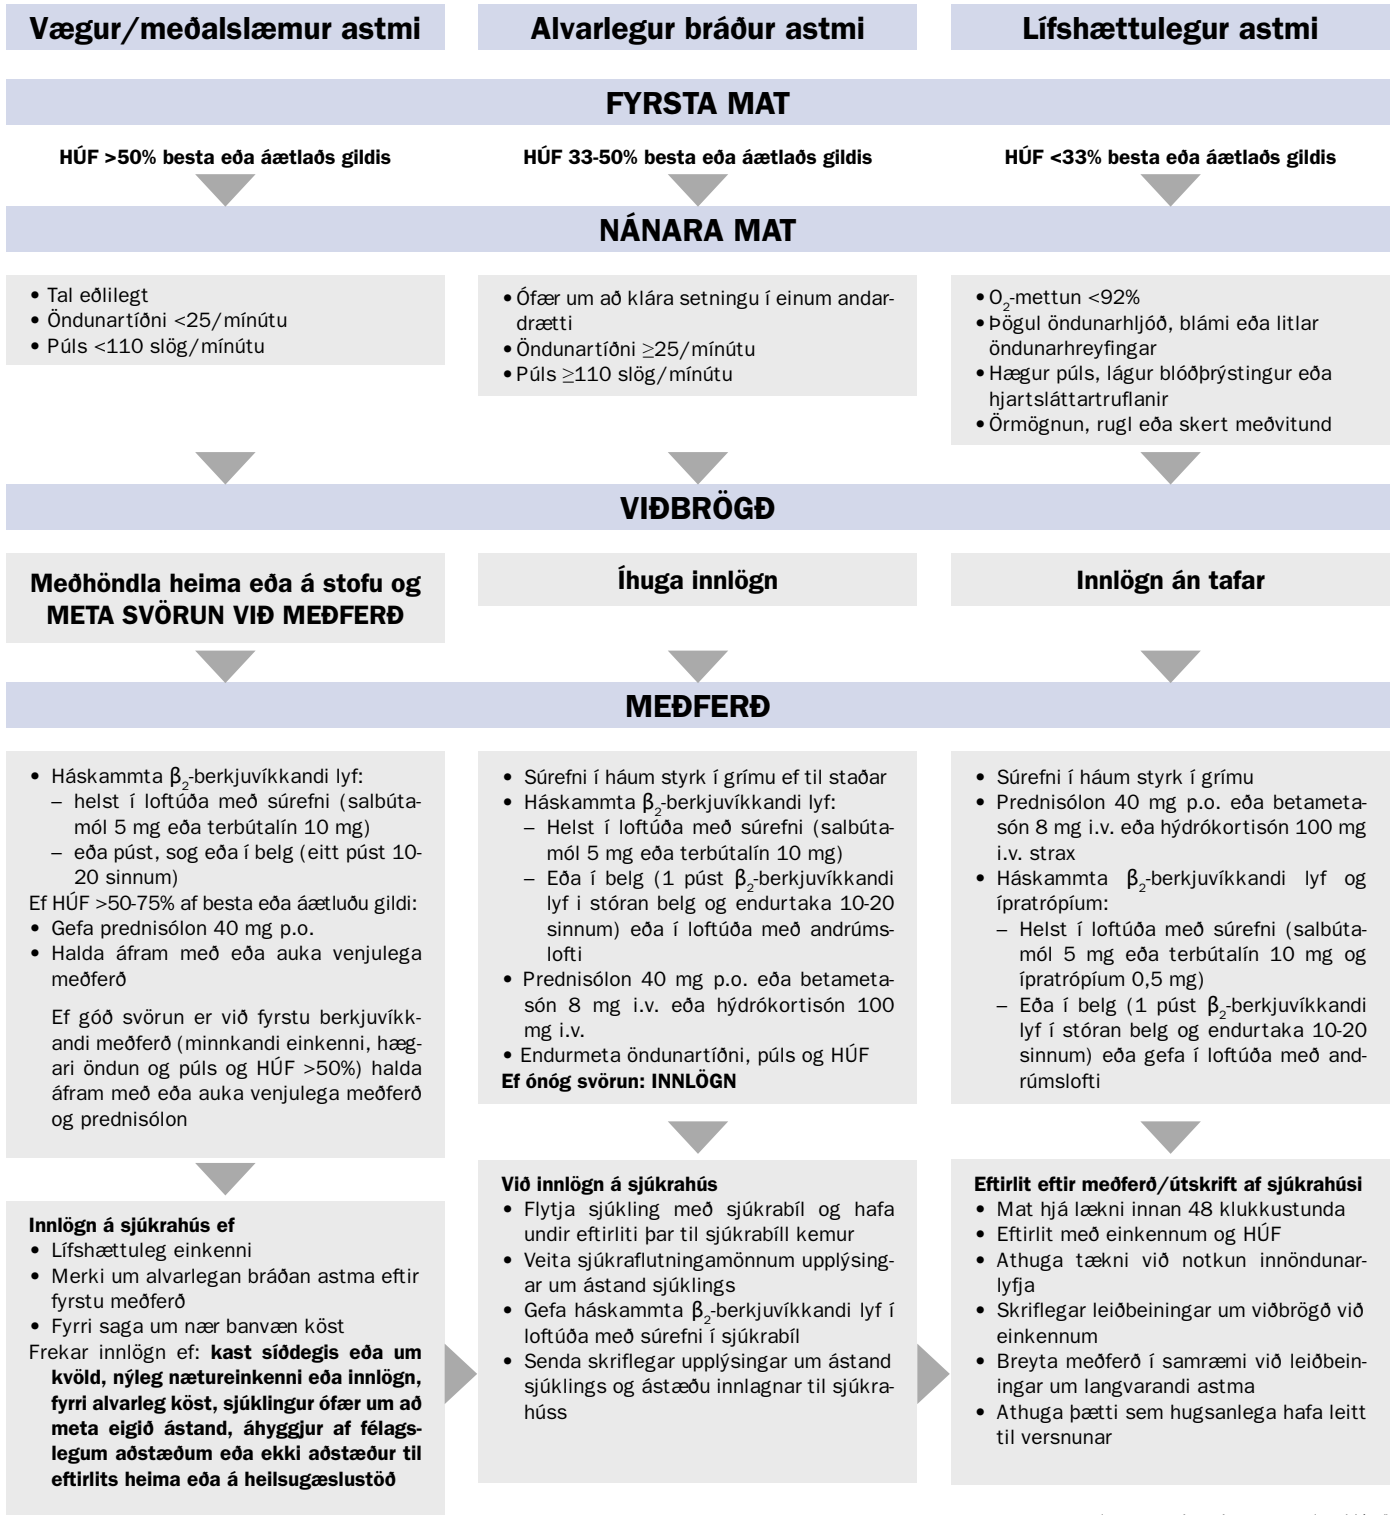 Vægur/meðalslæmur astmi
Alvarlegur bráður astmi
Lífshættulegur astmi
FYRSTA MAT
HÚF >50% besta eða áætlaðs gildis
HÚF 33-50% besta eða áætlaðs gildis
HÚF <33% besta eða áætlaðs gildis
NÁNARA MAT
• Tal eðlilegt
• Öndunartíðni <25/mínútu
• Púls <110 slög/mínútu
• Ófær um að klára setningu í einum andar-
drætti
• Öndunartíðni ≥25/mínútu
• Púls ≥110 slög/mínútu
• O₂-mettun <92%
• Þögul öndunarhljóð, blámi eða litlar
öndunarhreyfingar
• Hægur púls, lágur blóðþrýstingur eða
hjartsláttartruflanir
• Örmögnun, rugl eða skert meðvitund
VIÐBRÖGÐ
Meðhöndla heima eða á stofu og
META SVÖRUN VIÐ MEÐFERÐ
Íhuga innlögn
Innlögn án tafar
MEÐFERÐ
• Háskammta β₂-berkjuvíkkandi lyf:
– helst í loftúða með súrefni (salbúta-
mól 5 mg eða terbútalín 10 mg)
– eða púst, sog eða í belg (eitt púst 10-
20 sinnum)
Ef HÚF >50-75% af besta eða áætluðu gildi:
• Gefa prednisólon 40 mg p.o.
• Halda áfram með eða auka venjulega
meðferð
Ef góð svörun er við fyrstu berkjuvíkk-
andi meðferð (minnkandi einkenni, hæg-
ari öndun og púls og HÚF >50%) halda
áfram með eða auka venjulega meðferð
og prednisólon
• Súrefni í háum styrk í grímu ef til staðar
• Háskammta β₂-berkjuvíkkandi lyf:
– Helst í loftúða með súrefni (salbúta-
mól 5 mg eða terbútalín 10 mg)
– Eða í belg (1 púst β₂-berkjuvíkkandi
lyf i stóran belg og endurtaka 10-20
sinnum) eða í loftúða með andrúms-
lofti
• Prednisólon 40 mg p.o. eða betameta-
són 8 mg i.v. eða hýdrókortisón 100
mg i.v.
• Endurmeta öndunartíðni, púls og HÚF
Ef ónóg svörun: INNLÖGN
• Súrefni í háum styrk í grímu
• Prednisólon 40 mg p.o. eða betameta-
són 8 mg i.v. eða hýdrókortisón 100 mg
i.v. strax
• Háskammta β₂-berkjuvíkkandi lyf og
ípratrópíum:
– Helst í loftúða með súrefni (salbúta-
mól 5 mg eða terbútalín 10 mg og
ípratrópíum 0,5 mg)
– Eða í belg (1 púst β₂-berkjuvíkkandi
lyf í stóran belg og endurtaka 10-20
sinnum) eða gefa í loftúða með and-
rúmslofti
Innlögn á sjúkrahús ef
• Lífshættuleg einkenni
• Merki um alvarlegan bráðan astma eftir
fyrstu meðferð
• Fyrri saga um nær banvæn köst
Frekar innlögn ef: kast síðdegis eða um
kvöld, nýleg nætureinkenni eða innlögn,
fyrri alvarleg köst, sjúklingur ófær um að
meta eigið ástand, áhyggjur af félags-
legum aðstæðum eða ekki aðstæður til
eftirlits heima eða á heilsugæslustöð
Við innlögn á sjúkrahús
• Flytja sjúkling með sjúkrabíl og hafa
undir eftirliti þar til sjúkrabíll kemur
• Veita sjúkraflutningamönnum upplýsing-
ar um ástand sjúklings
• Gefa háskammta β₂-berkjuvíkkandi lyf í
loftúða með súrefni í sjúkrabíl
• Senda skriflegar upplýsingar um ástand
sjúklings og ástæðu innlagnar til sjúkra-
húss
Eftirlit eftir meðferð/útskrift af sjúkrahúsi
• Mat hjá lækni innan 48 klukkustunda
• Eftirlit með einkennum og HÚF
• Athuga tækni við notkun innöndunar-
lyfja
• Skriflegar leiðbeiningar um viðbrögð við
einkennum
• Breyta meðferð í samræmi við leiðbein-
ingar um langvarandi astma
• Athuga þætti sem hugsanlega hafa leitt
til versnunar